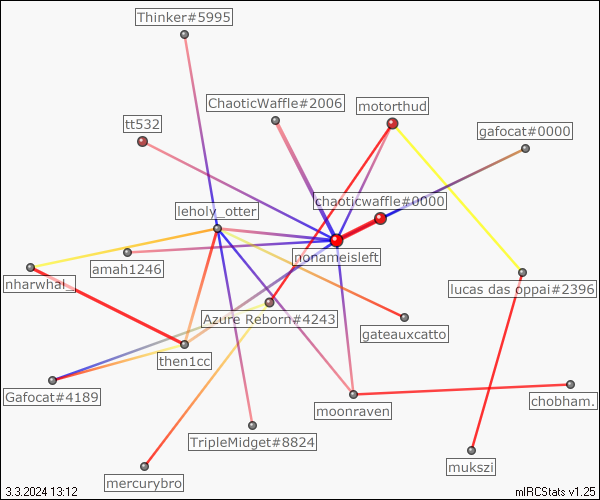 Thinker#5995
ChaoticWaffle#2006
motorthud
tt532
gafocat#0000
chaoticwaffle#0000
leholy_otter
nonameisleft
amah1246
nharwhal_
lucas das oppai#2396
Azure Reborn#4243
gateauxcatto
then1cc
Gafocat#4189
chobham.
moonraven
TripleMidget#8824
mukszi
mercurybro
3.3.2024 13:12
mIRCStats v1.25